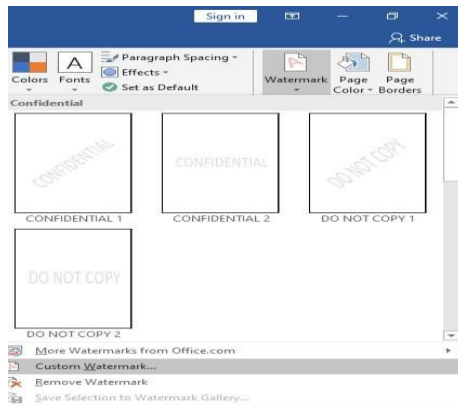 Sign in
Share
Colors
Fonts
Paragraph Spacing
Effects
Set as Default
Watermark
Page Color
Page Borders
Confidential
CONFIDENTIAL
CONFIDENTIAL
DO NOT COPY
CONFIDENTIAL 1
CONFIDENTIAL 2
DO NOT COPY 1
DO NOT COPY
DO NOT COPY 2
More Watermarks from Office.com
Custom Watermark...
Remove Watermark
Save Selection to Watermark Gallery...